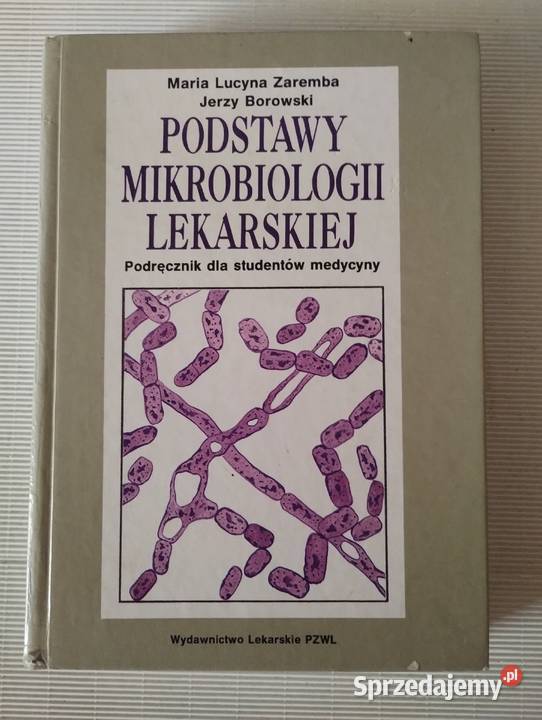 Maria Lucyna Zaremba
Jerzy Borowski
PODSTAWY
MIKROBIOLOGII
LEKARSKIEJ
Podręcznik dla studentów medycyny
Wydawnictwo Lekarskie PZWL
Sprzedajemy.pl